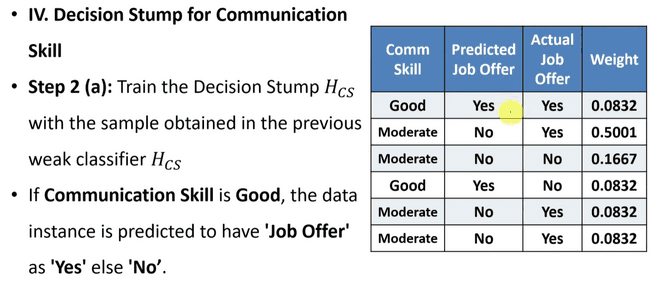 • IV. Decision Stump for Communication
Skill
• Step 2 (a): Train the Decision Stump H_CS
with the sample obtained in the previous
weak classifier H_CS
• If Communication Skill is Good, the data
instance is predicted to have 'Job Offer'
as 'Yes' else 'No’.
Comm Skill Predicted Job Offer Actual Job Offer Weight
Good Yes Yes 0.0832
Moderate No Yes 0.5001
Moderate No No 0.1667
Good Yes No 0.0832
Moderate No Yes 0.0832
Moderate No Yes 0.0832